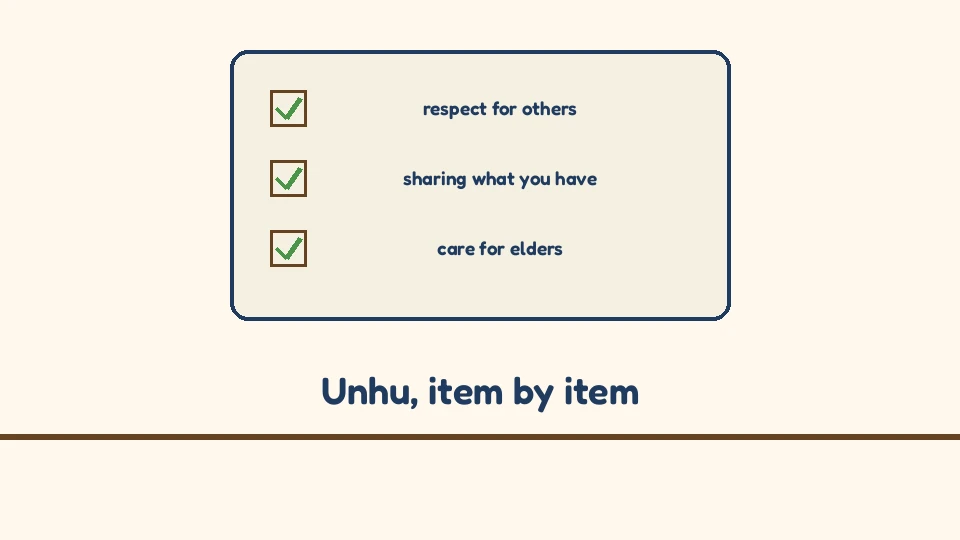 respect for others
sharing what you have
care for elders
Unhu, item by item